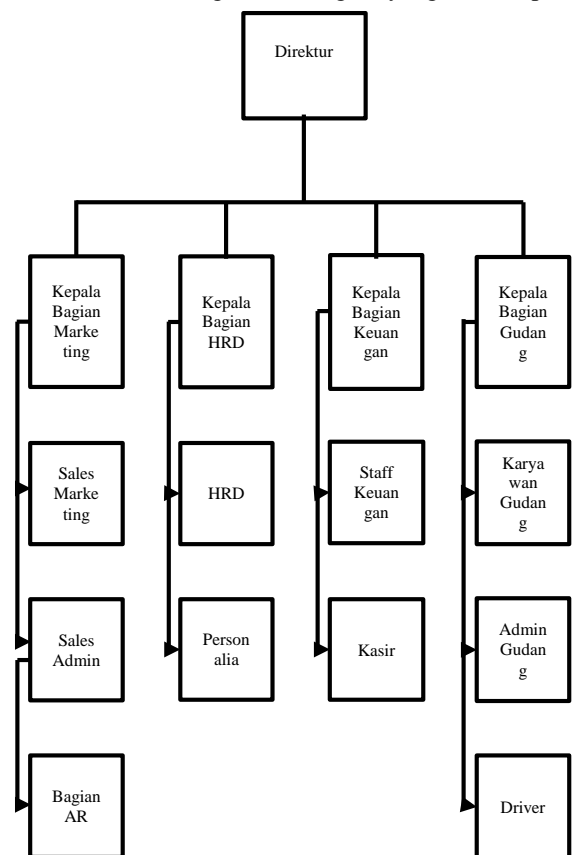 Direktur
Kepala
Bagian
Marke
ting
Kepala
Bagian
HRD
Kepala
Bagian
Keuan
gan
Kepala
Bagian
Gudan
g
Sales
Marke
ting
HRD
Staff
Keuan
gan
Karya
wan
Gudan
g
Sales
Admin
Person
alia
Kasir
Admin
Gudan
g
Bagian
AR
Driver